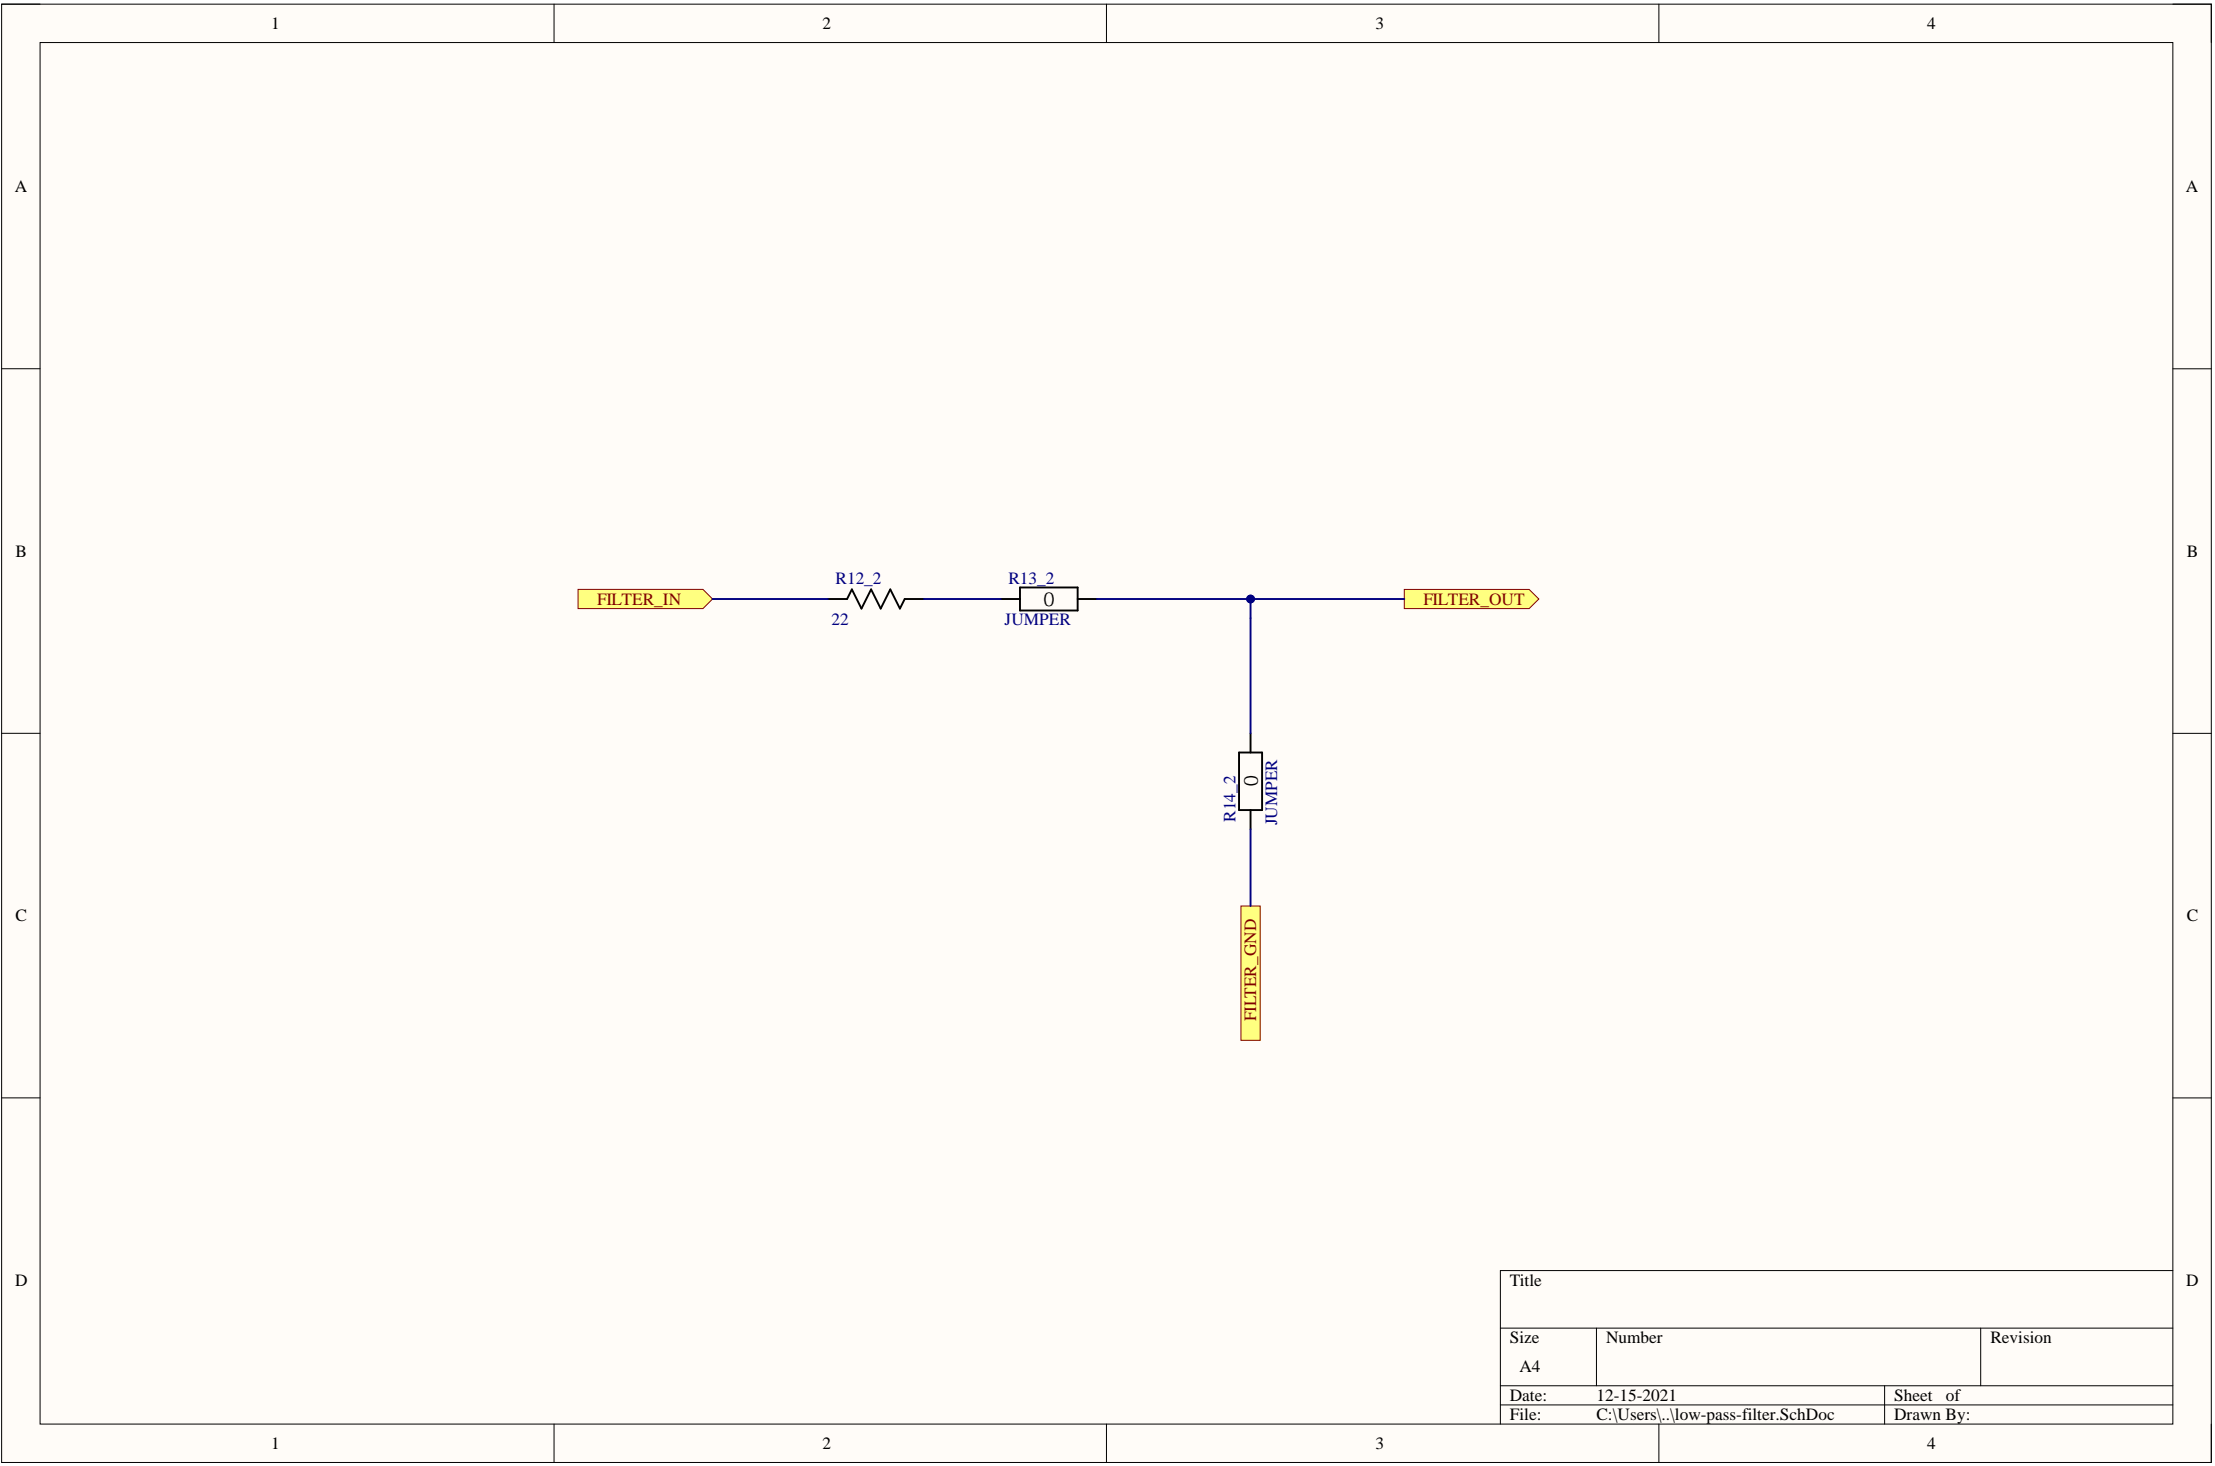 1 2 3 4
A A
B B
R12_2 R13_2
FILTER_IN 0 FILTER_OUT
22 JUMPER
R14_2 0 JUMPER
C C
FILTER_GND
D D
Title
Size Number Revision
A4
Date: 12-15-2021 Sheet of
File: C:\Users\..\low-pass-filter.SchDoc Drawn By:
1 2 3 4